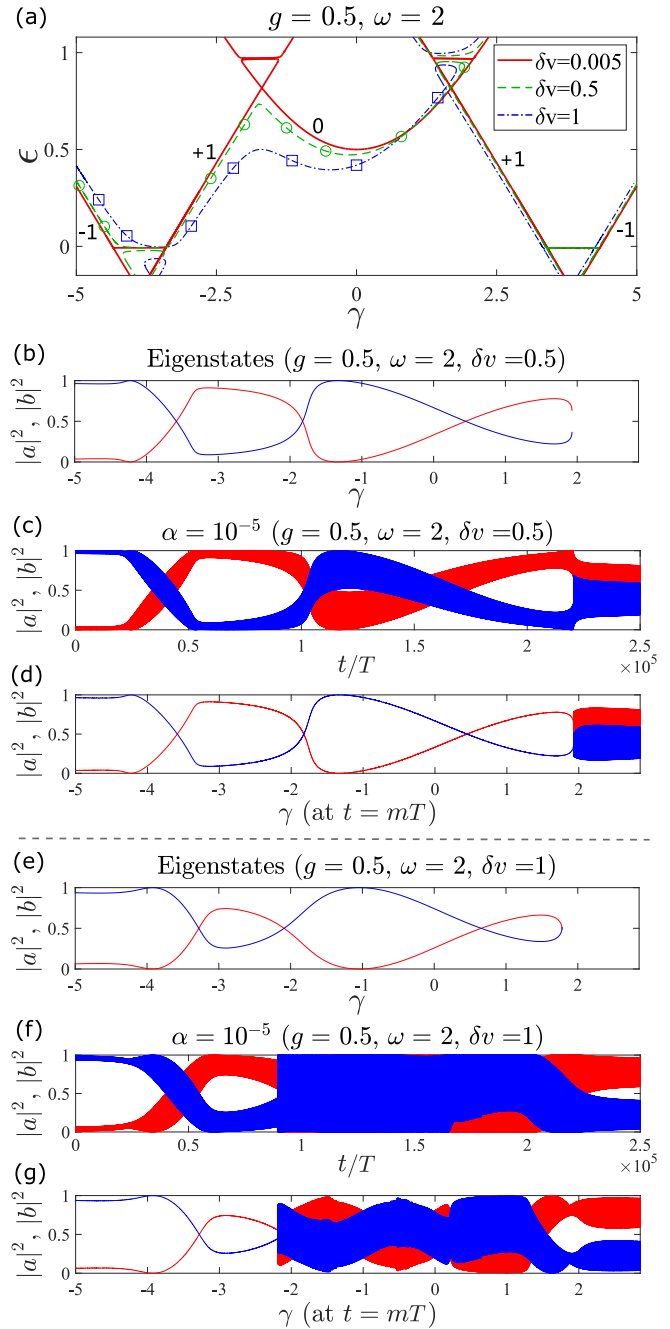 (a)
g = 0.5, ω = 2
δv=0.005
δv=0.5
δv=1
0
+1
+1
-1
-1
ϵ
1
0.5
0
-5
-2.5
0
2.5
5
γ
(b)
Eigenstates (g = 0.5, ω = 2, δv =0.5)
|a|², |b|²
1
0.5
0
-5
-4
-3
-2
-1
0
1
2
γ
(c)
α = 10⁻⁵ (g = 0.5, ω = 2, δv =0.5)
|a|², |b|²
1
0.5
0
0
0.5
1
1.5
2
2.5
t/T
×10⁵
(d)
|a|², |b|²
1
0.5
0
-5
-4
-3
-2
-1
0
1
2
γ (at t = mT)
(e)
Eigenstates (g = 0.5, ω = 2, δv =1)
|a|², |b|²
1
0.5
0
-5
-4
-3
-2
-1
0
1
2
γ
(f)
α = 10⁻⁵ (g = 0.5, ω = 2, δv =1)
|a|², |b|²
1
0.5
0
0
0.5
1
1.5
2
2.5
t/T
×10⁵
(g)
|a|², |b|²
1
0.5
0
-5
-4
-3
-2
-1
0
1
2
γ (at t = mT)